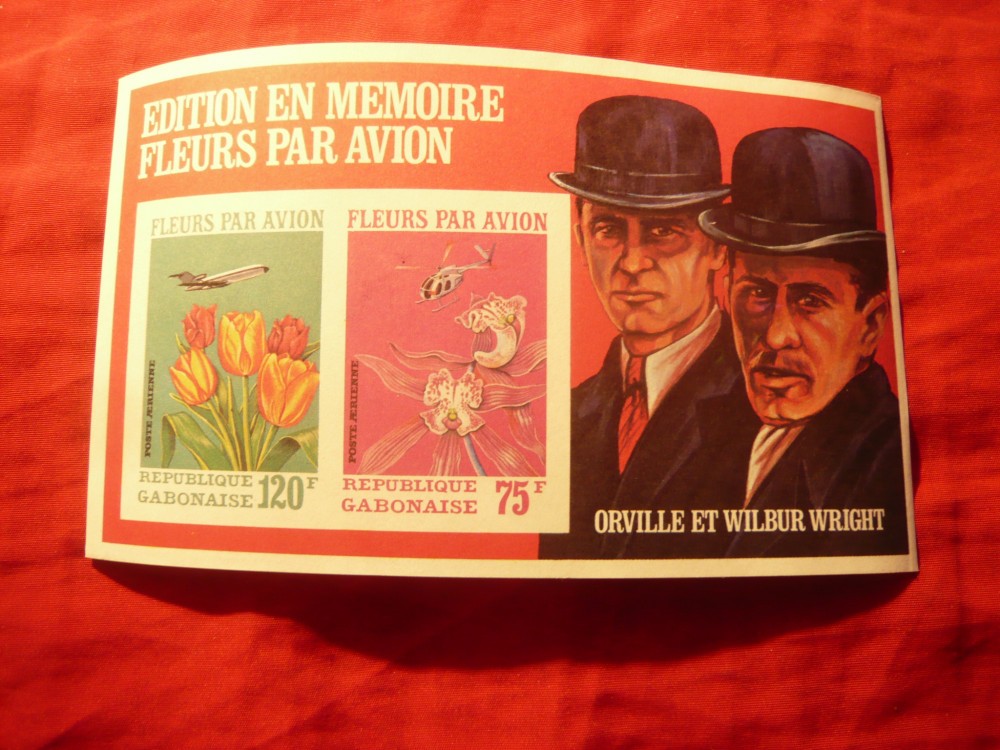 EDITION EN MEMOIRE
FLEURS PAR AVION
FLEURS PAR AVION
POSTE AERIENNE
REPUBLIQUE
GABONAISE
120F
FLEURS PAR AVION
POSTE AERIENNE
REPUBLIQUE
GABONAISE
75F
ORVILLE ET WILBUR WRIGHT